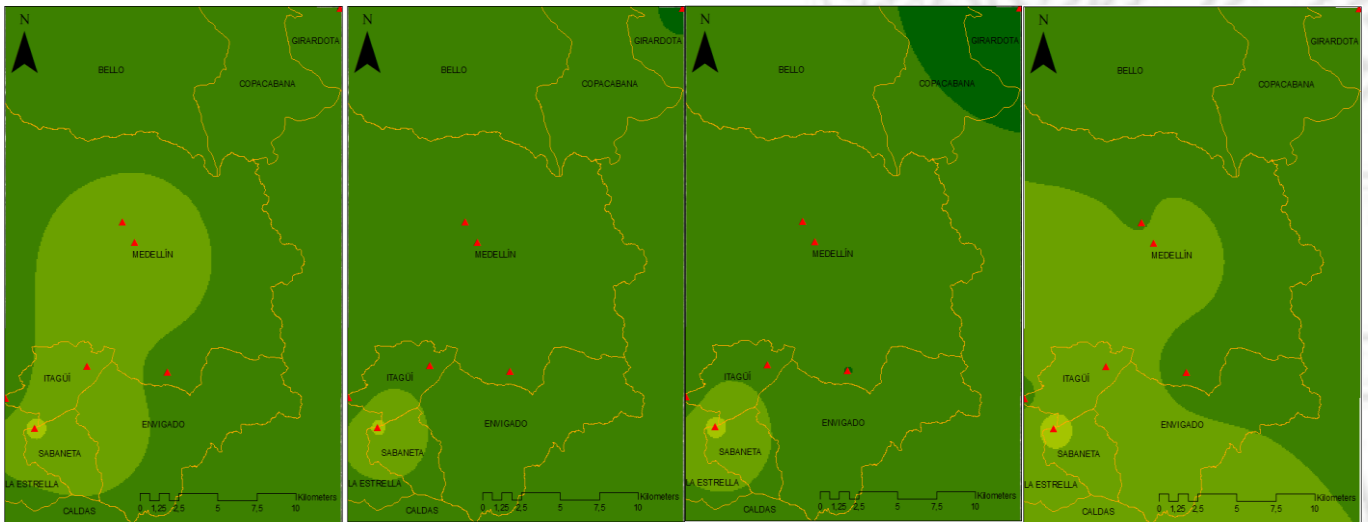 N
GIRARDOTA
BELLO
COPACABANA
MEDELLÍN
ITAGÜÍ
ENVIGADO
SABANETA
LA ESTRELLA
CALDAS
Kilometers
0 1,25 2,5 5 7,5 10
N
GIRARDOTA
BELLO
COPACABANA
MEDELLÍN
ITAGÜÍ
ENVIGADO
SABANETA
LA ESTRELLA
CALDAS
Kilometers
0 1,25 2,5 5 7,5 10
N
GIRARDOTA
BELLO
COPACABANA
MEDELLÍN
ITAGÜÍ
ENVIGADO
SABANETA
LA ESTRELLA
CALDAS
Kilometers
0 1,25 2,5 5 7,5 10
N
GIRARDOTA
BELLO
COPACABANA
MEDELLÍN
ITAGÜÍ
ENVIGADO
SABANETA
LA ESTRELLA
CALDAS
Kilometers
0 1,25 2,5 5 7,5 10